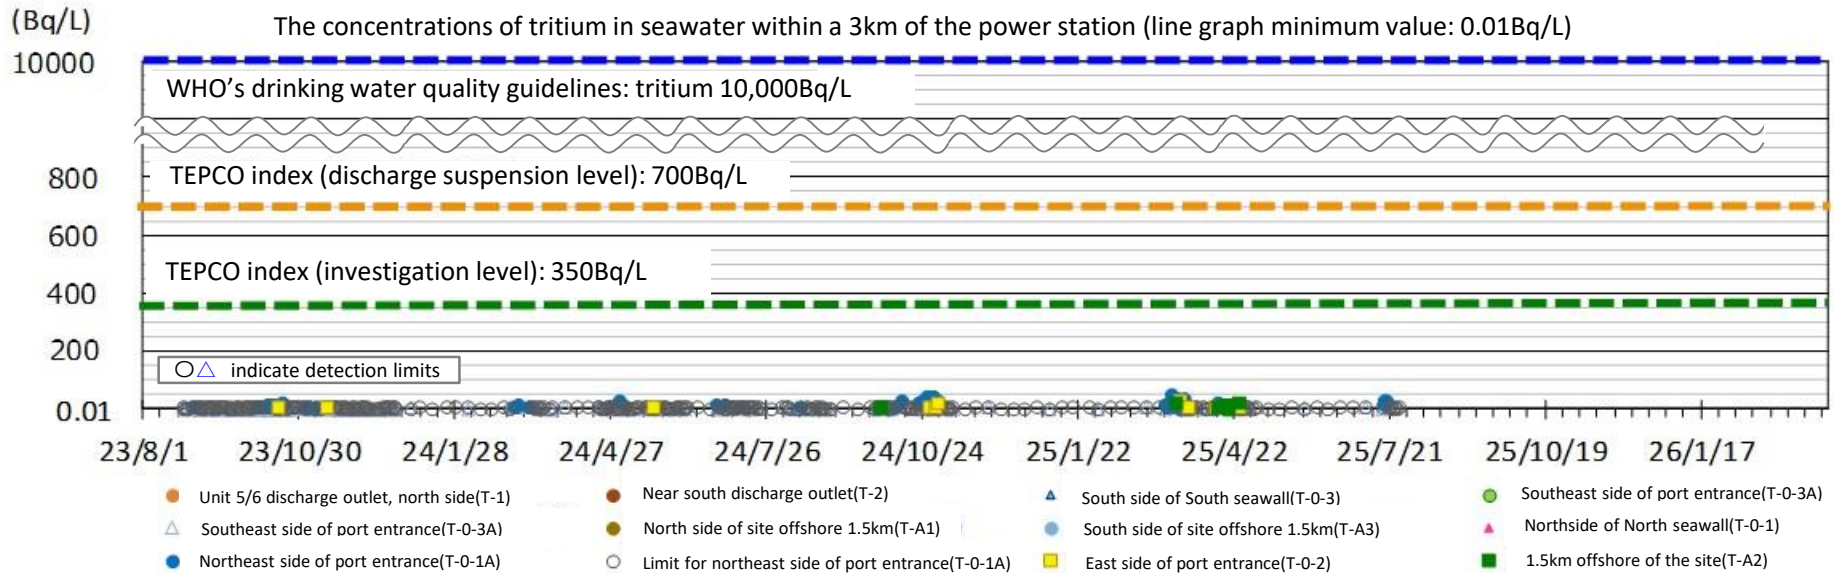 (Bq/L)
The concentrations of tritium in seawater within a 3km of the power station (line graph minimum value: 0.01Bq/L)
10000
WHO's drinking water quality guidelines: tritium 10,000Bq/L
800
TEPCO index (discharge suspension level): 700Bq/L
600
TEPCO index (investigation level): 350Bq/L
400
200
○△ indicate detection limits
0.01
23/8/1 23/10/30 24/1/28 24/4/27 24/7/26 24/10/24 25/1/22 25/4/22 25/7/21 25/10/19 26/1/17
Unit 5/6 discharge outlet, north side(T-1) Near south discharge outlet(T-2) South side of South seawall(T-0-3) Southeast side of port entrance(T-0-3A)
Southeast side of port entrance(T-0-3A) North side of site offshore 1.5km(T-A1) South side of site offshore 1.5km(T-A3) Northside of North seawall(T-0-1)
Northeast side of port entrance(T-0-1A) Limit for northeast side of port entrance(T-0-1A) East side of port entrance(T-0-2) 1.5km offshore of the site(T-A2)